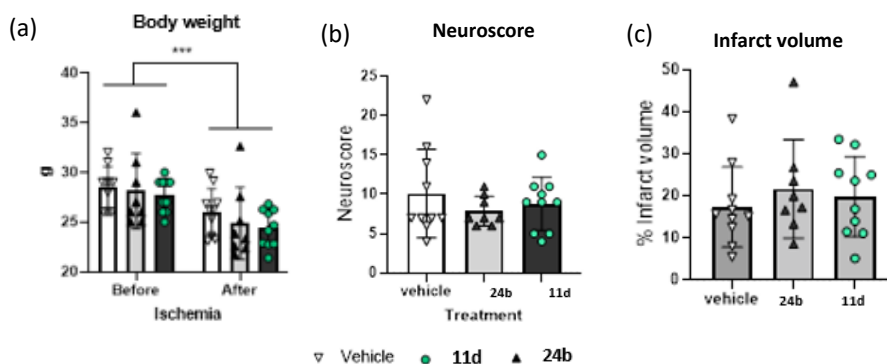 (a)
Body weight
***
g
40
35
30
25
20
Before
After
Ischemia
(b)
Neuroscore
Neuroscore
25
20
15
10
5
0
vehicle
24b
11d
Treatment
(c)
Infarct volume
% Infarct volume
50
40
30
20
10
0
vehicle
24b
11d
Vehicle
11d
24b